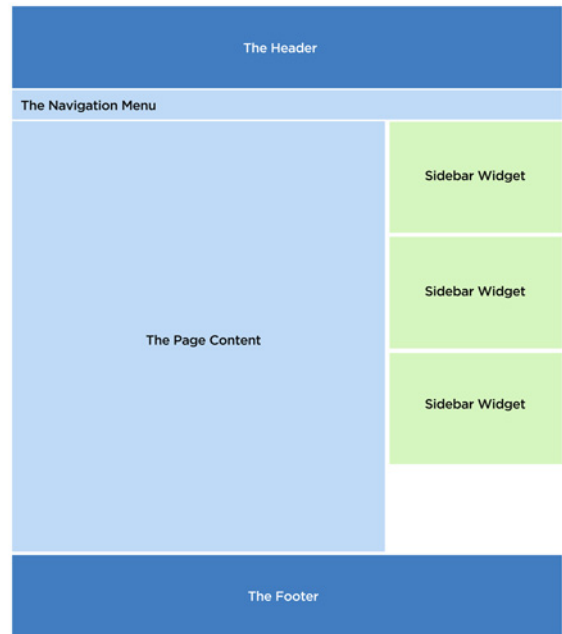 The Header
The Navigation Menu
Sidebar Widget
Sidebar Widget
The Page Content
Sidebar Widget
The Footer